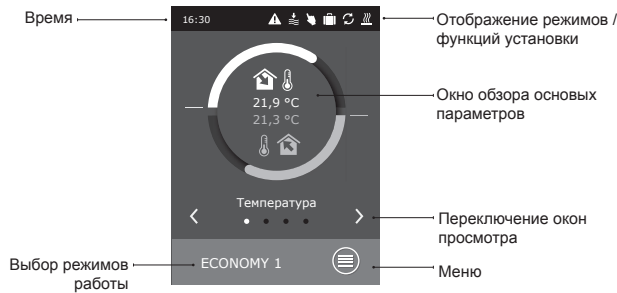 Время
16:30
Отображение режимов /
функций установки
21,9 °C
21,3 °C
Окно обзора основых
параметров
Температура
Переключение окон
просмотра
Выбор режимов
работы
ECONOMY 1
Меню